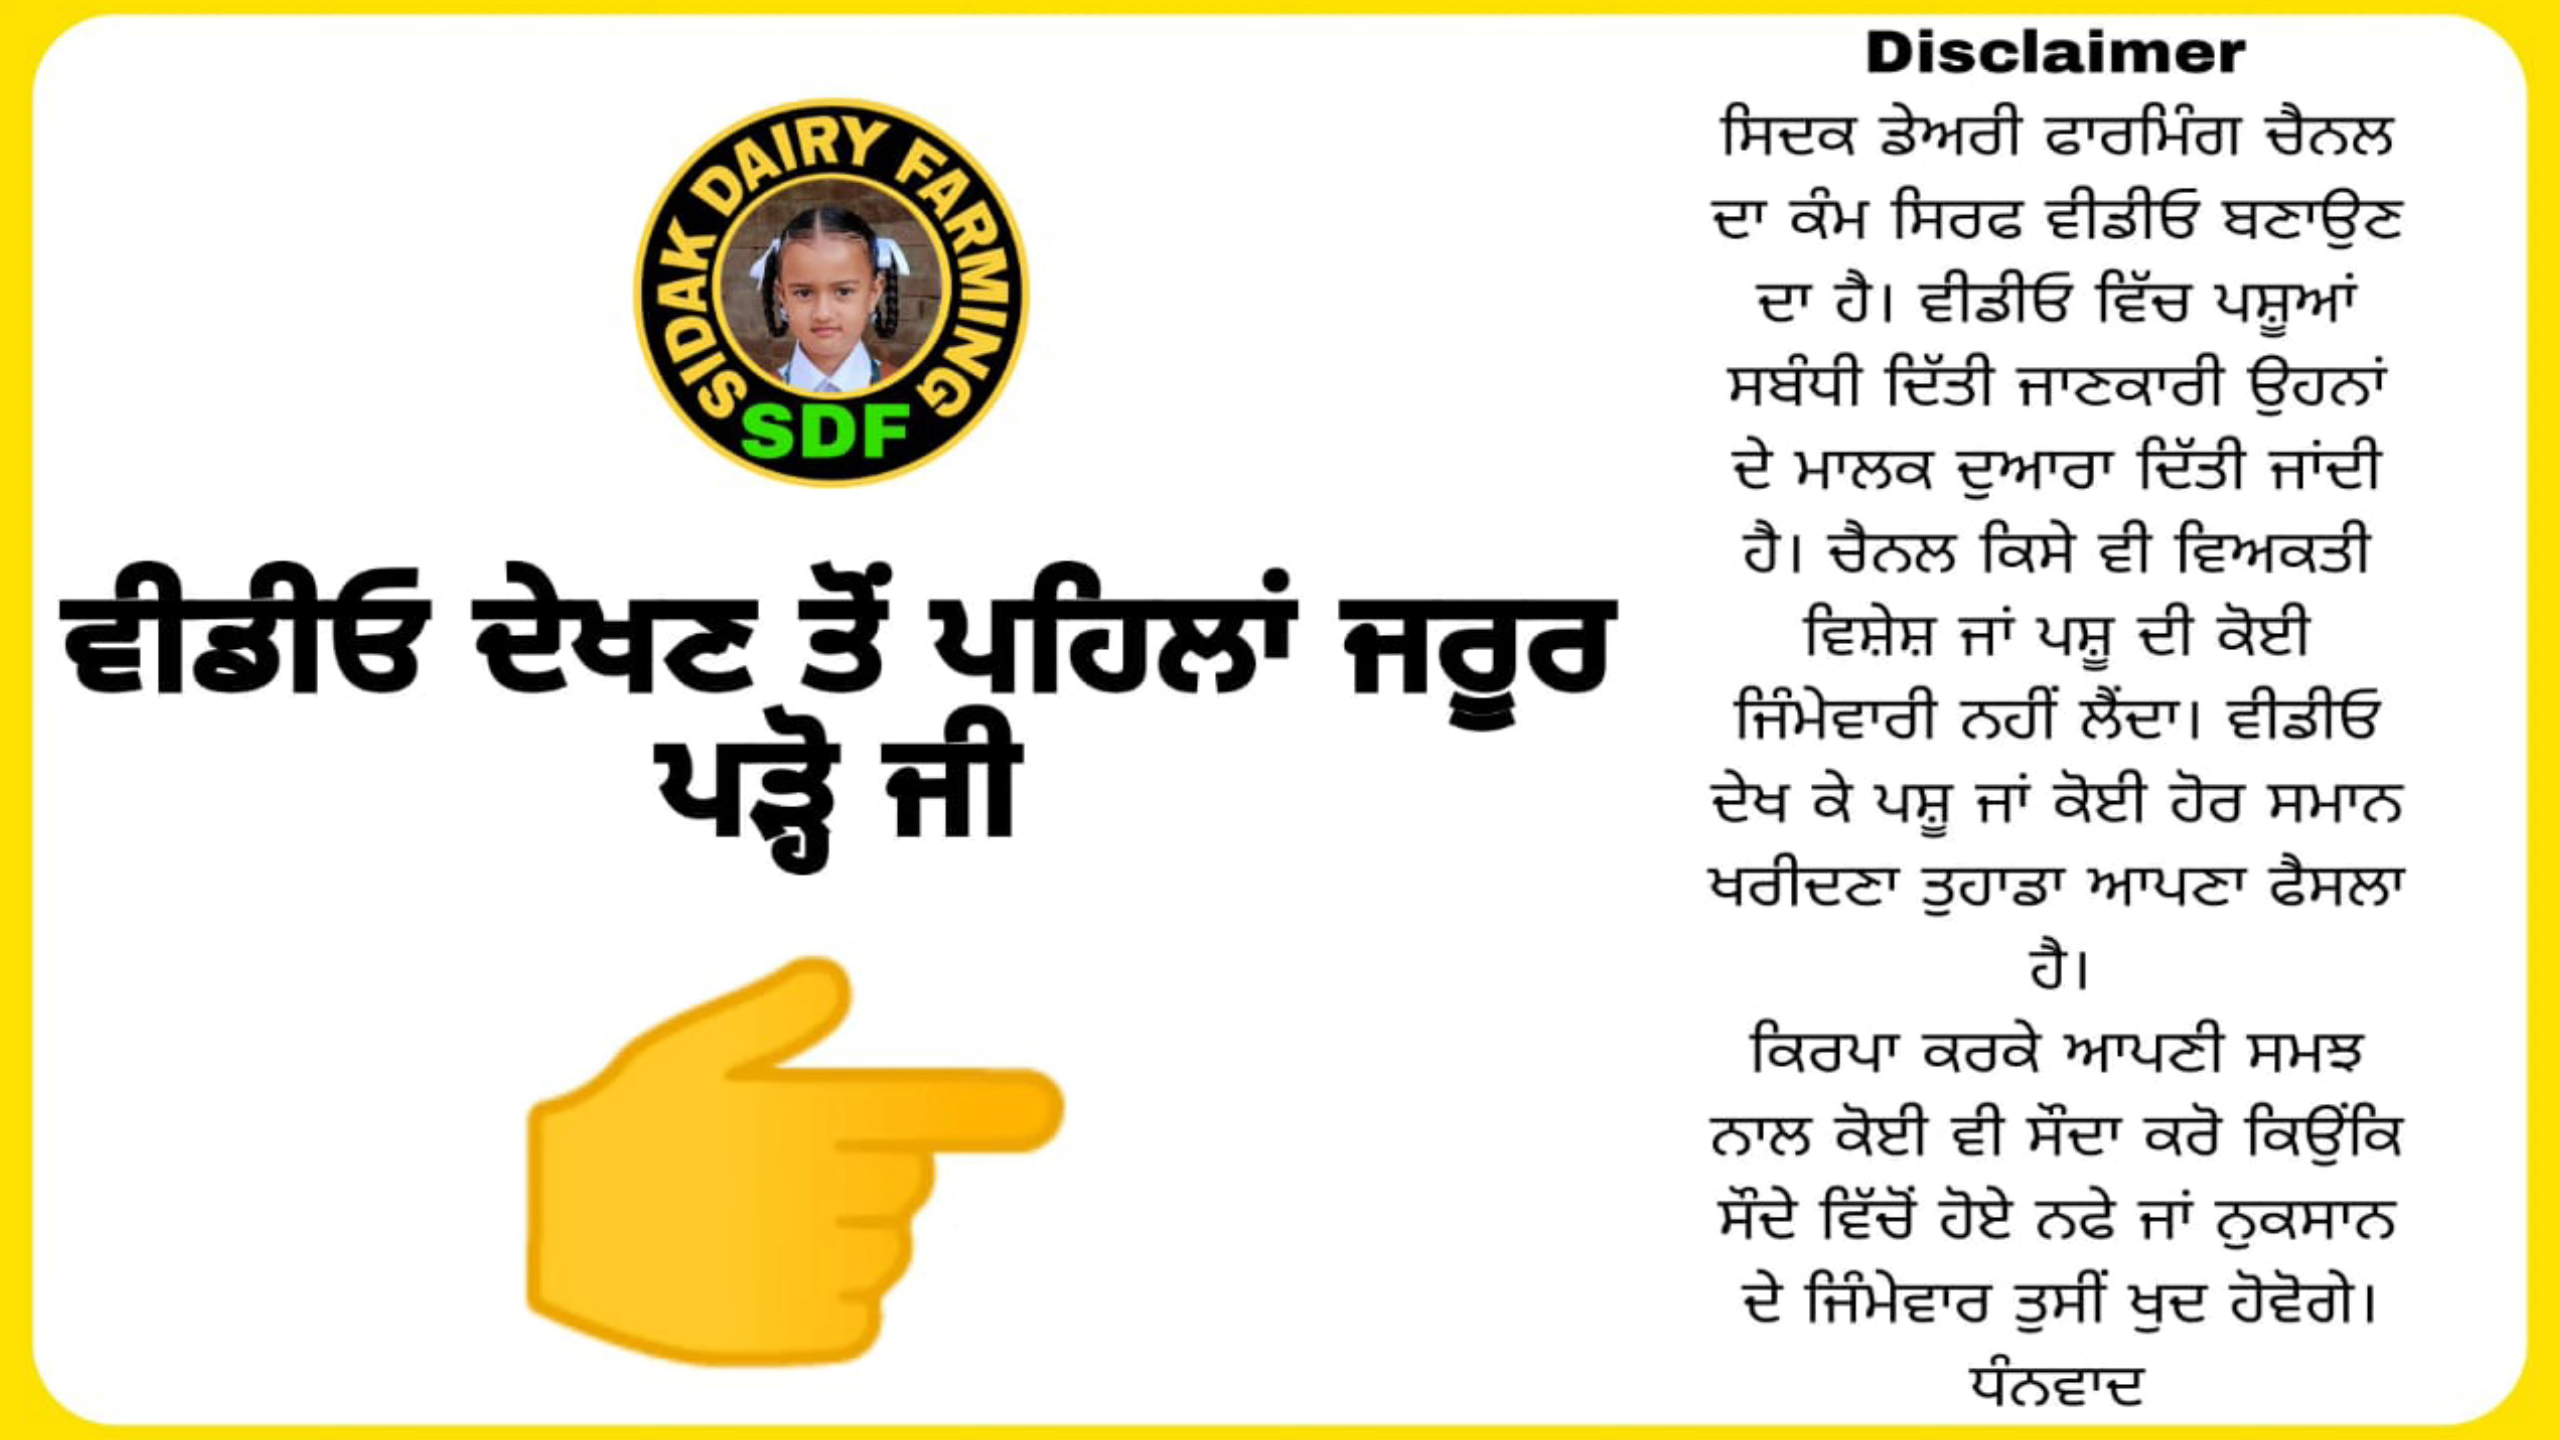 SIDAK DAIRY FARMING
SDF
ਵੀਡੀਓ ਦੇਖਣ ਤੋਂ ਪਹਿਲਾਂ ਜਰੂਰ
ਪੜ੍ਹੋ ਜੀ
Disclaimer
ਸਿਦਕ ਡੇਅਰੀ ਫਾਰਮਿੰਗ ਚੈਨਲ
ਦਾ ਕੰਮ ਸਿਰਫ ਵੀਡੀਓ ਬਣਾਉਣ
ਦਾ ਹੈ। ਵੀਡੀਓ ਵਿੱਚ ਪਸ਼ੂਆਂ
ਸਬੰਧੀ ਦਿੱਤੀ ਜਾਣਕਾਰੀ ਉਹਨਾਂ
ਦੇ ਮਾਲਕ ਦੁਆਰਾ ਦਿੱਤੀ ਜਾਂਦੀ
ਹੈ। ਚੈਨਲ ਕਿਸੇ ਵੀ ਵਿਅਕਤੀ
ਵਿਸ਼ੇਸ਼ ਜਾਂ ਪਸ਼ੂ ਦੀ ਕੋਈ
ਜਿੰਮੇਵਾਰੀ ਨਹੀਂ ਲੈਂਦਾ। ਵੀਡੀਓ
ਦੇਖ ਕੇ ਪਸ਼ੂ ਜਾਂ ਕੋਈ ਹੋਰ ਸਮਾਨ
ਖਰੀਦਣਾ ਤੁਹਾਡਾ ਆਪਣਾ ਫੈਸਲਾ
ਹੈ।
ਕਿਰਪਾ ਕਰਕੇ ਆਪਣੀ ਸਮਝ
ਨਾਲ ਕੋਈ ਵੀ ਸੌਦਾ ਕਰੋ ਕਿਉਂਕਿ
ਸੌਦੇ ਵਿੱਚੋਂ ਹੋਏ ਨਫੇ ਜਾਂ ਨੁਕਸਾਨ
ਦੇ ਜਿੰਮੇਵਾਰ ਤੁਸੀਂ ਖੁਦ ਹੋਵੋਗੇ।
ਧੰਨਵਾਦ